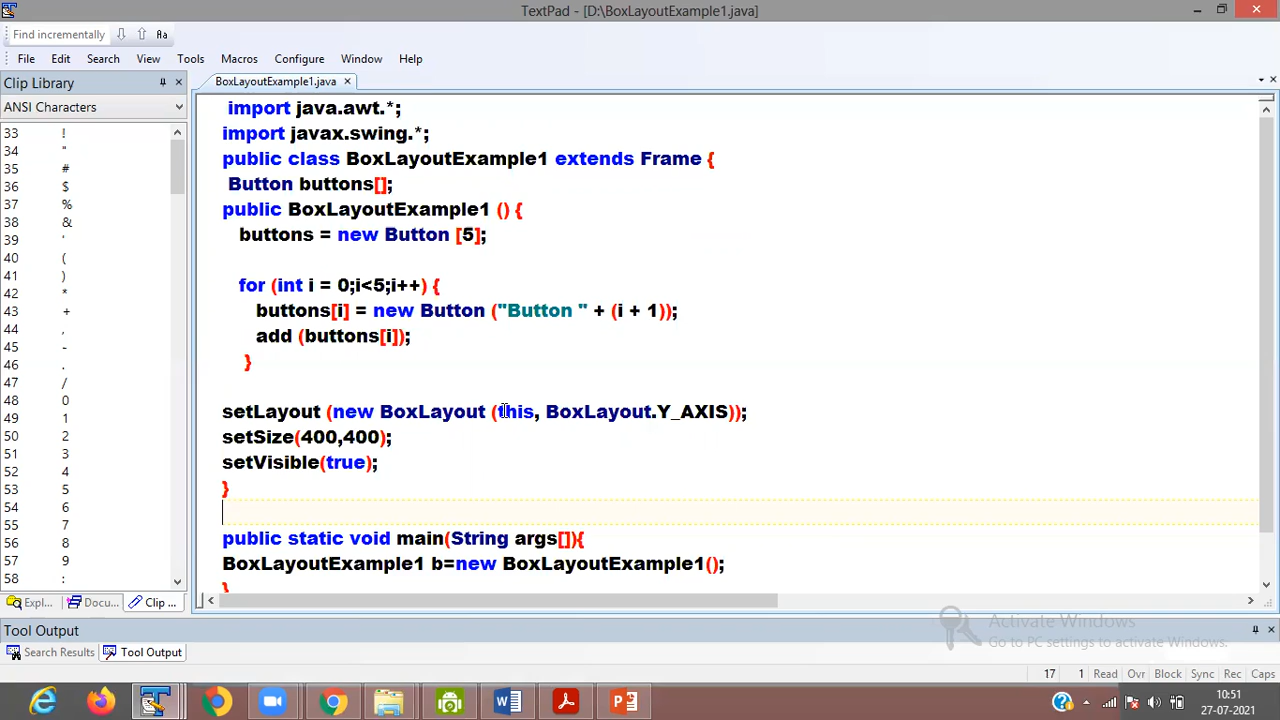 TextPad - [D:\BoxLayoutExample1.java]
Find incrementally
File Edit Search View Tools Macros Configure Window Help
Clip Library
BoxLayoutExample1.java
ANSI Characters
33 !
34 "
35 #
36 $
37 %
38 &
39 '
40 (
41 )
42 *
43 +
44 ,
45 -
46 .
47 /
48 0
49 1
50 2
51 3
52 4
53 5
54 6
55 7
56 8
57 9
58 :
import java.awt.*;
import javax.swing.*;
public class BoxLayoutExample1 extends Frame {
Button buttons[];
public BoxLayoutExample1 () {
buttons = new Button [5];
for (int i = 0;i<5;i++) {
buttons[i] = new Button ("Button " + (i + 1));
add (buttons[i]);
}
setLayout (new BoxLayout (this, BoxLayout.Y_AXIS));
setSize(400,400);
setVisible(true);
}
public static void main(String args[]){
BoxLayoutExample1 b=new BoxLayoutExample1();
}
Expl... Docu... Clip ...
Tool Output
Search Results Tool Output
Activate Windows
Go to PC settings to activate Windows.
17 1 Read Ovr Block Sync Rec Caps
10:51
27-07-2021